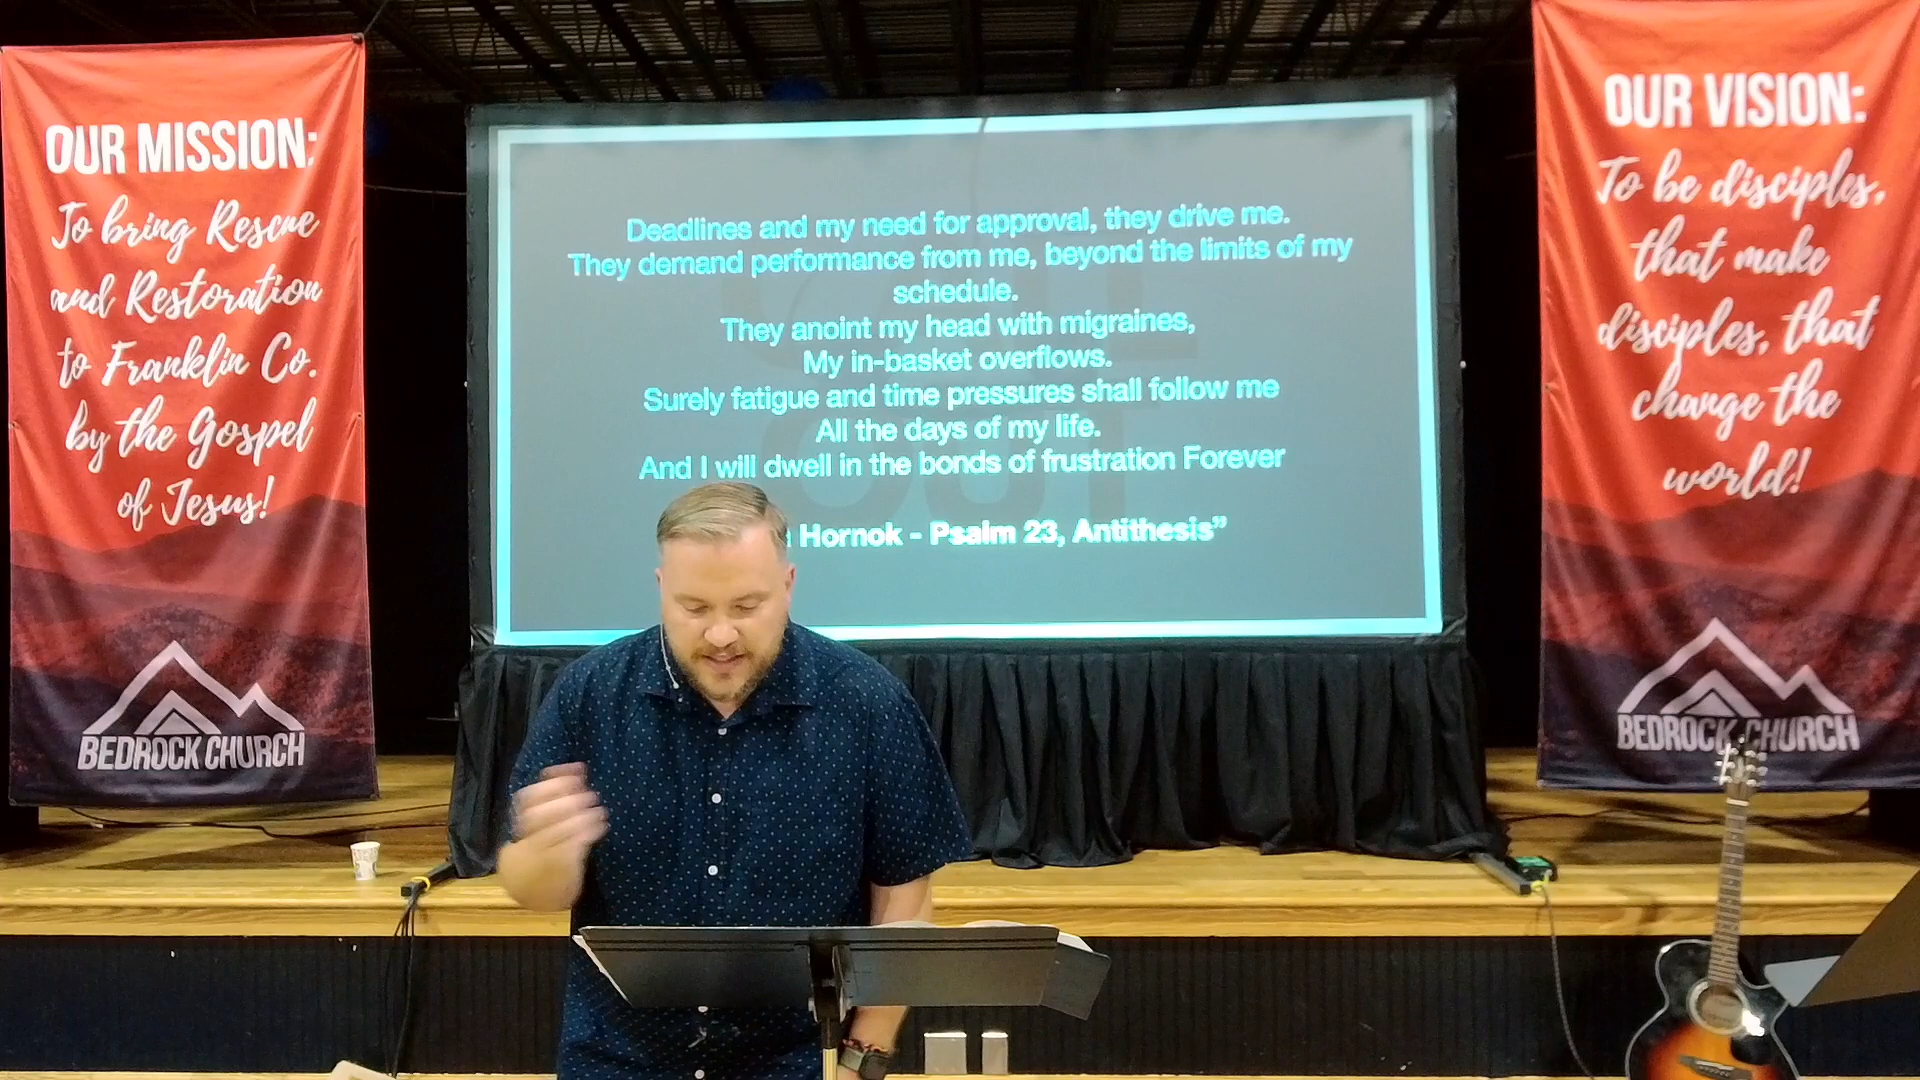 OUR MISSION:
To bring Rescue
and Restoration
to Franklin Co.
by the Gospel
of Jesus!
BEDROCK CHURCH
Deadlines and my need for approval, they drive me.
They demand performance from me, beyond the limits of my
schedule.
They anoint my head with migraines,
My in-basket overflows.
Surely fatigue and time pressures shall follow me
All the days of my life.
And I will dwell in the bonds of frustration Forever
Hornok - Psalm 23, Antithesis”
OUR VISION:
To be disciples,
that make
disciples, that
change the
world!
BEDROCK CHURCH